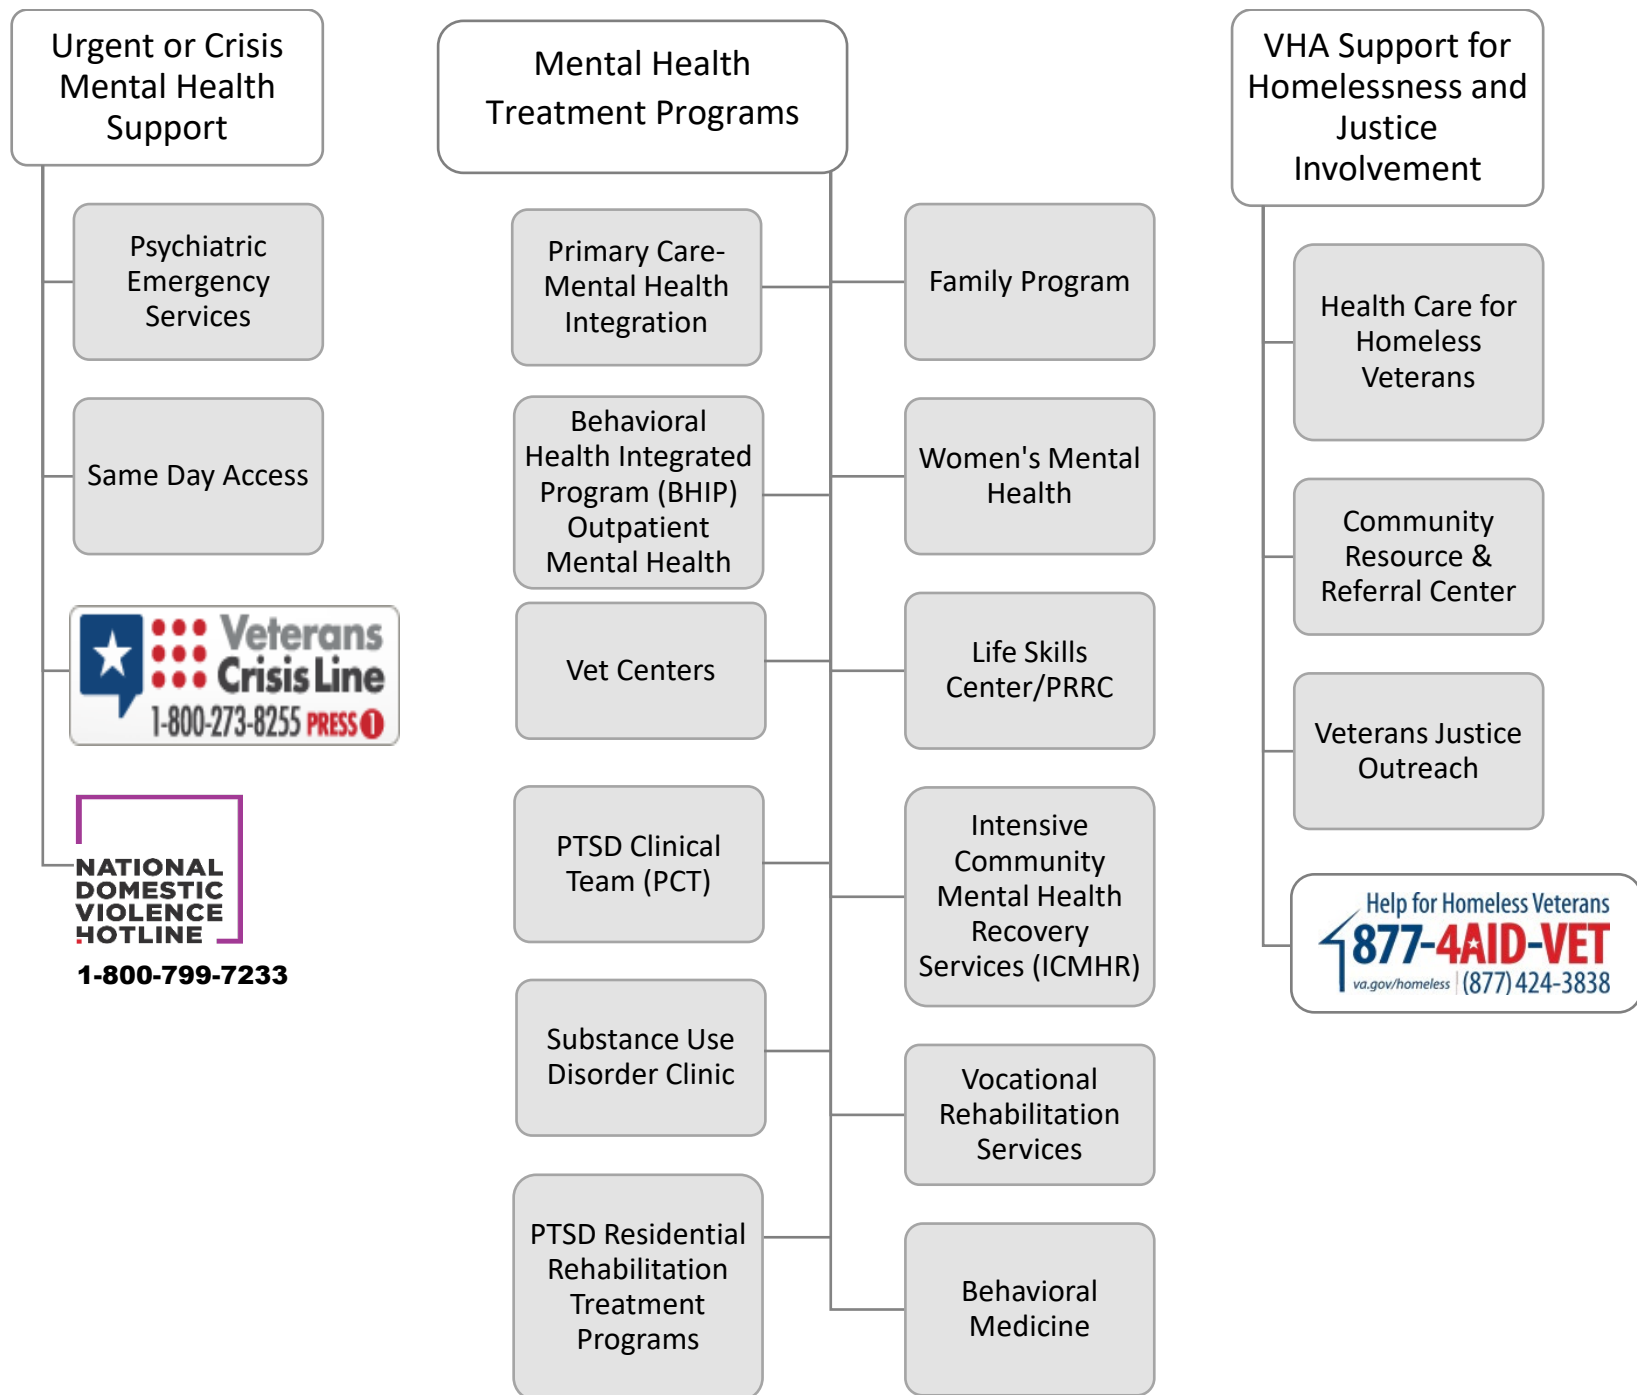 Urgent or Crisis
Mental Health
Support
Psychiatric
Emergency
Services
Same Day Access
Veterans
Crisis Line
1-800-273-8255 PRESS 1
NATIONAL
DOMESTIC
VIOLENCE
HOTLINE
1-800-799-7233
Mental Health
Treatment Programs
Primary Care-
Mental Health
Integration
Behavioral
Health Integrated
Program (BHIP)
Outpatient
Mental Health
Vet Centers
PTSD Clinical
Team (PCT)
Substance Use
Disorder Clinic
PTSD Residential
Rehabilitation
Treatment
Programs
Family Program
Women's Mental
Health
Life Skills
Center/PRRC
Intensive
Community
Mental Health
Recovery
Services (ICMHR)
Vocational
Rehabilitation
Services
Behavioral
Medicine
VHA Support for
Homelessness and
Justice
Involvement
Health Care for
Homeless
Veterans
Community
Resource &
Referral Center
Veterans Justice
Outreach
Help for Homeless Veterans
877-4AID-VET
va.gov/homeless | (877) 424-3838